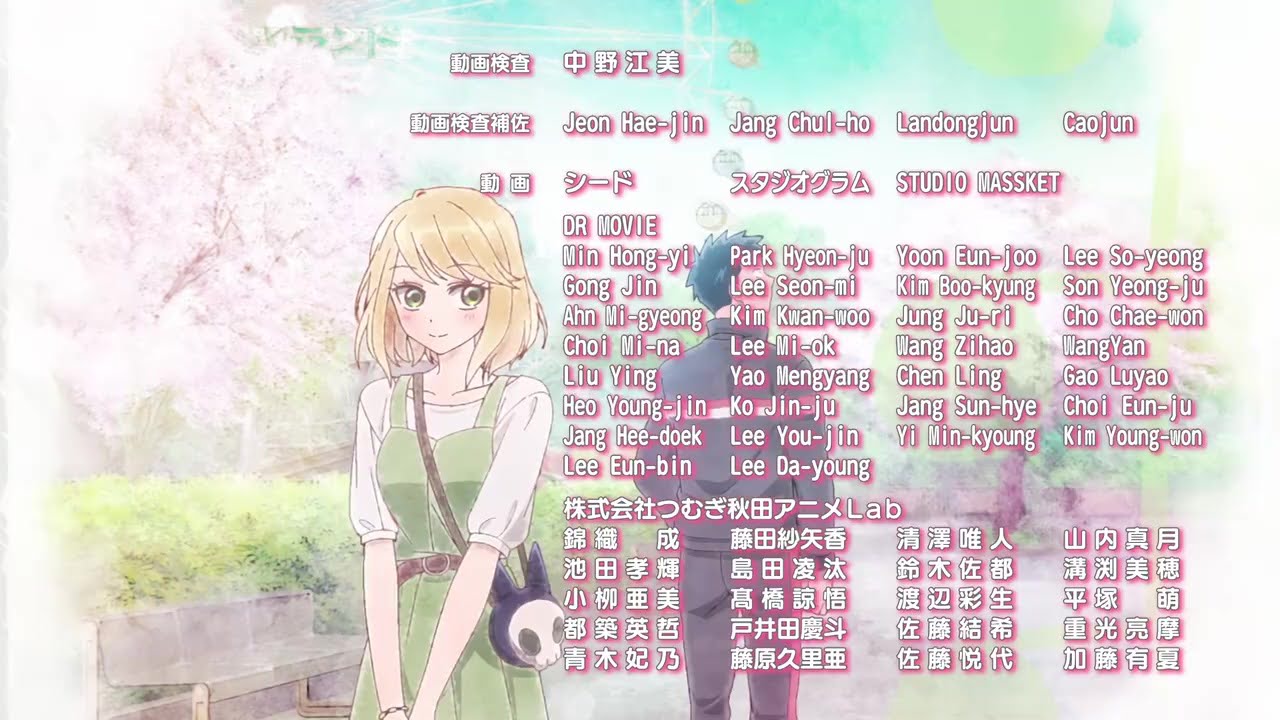 動画検査 中野江美
動画検査補佐 Jeon Hae-jin Jang Chul-ho Landongjun Caojun
動画 シード スタジオグラム STUDIO MASSKET
DR MOVIE
Min Hong-yi Park Hyeon-ju Yoon Eun-joo Lee So-yeong
Gong Jin Lee Seon-mi Kim Boo-kyung Son Yeong-ju
Ahn Mi-gyeong Kim Kwan-woo Jung Ju-ri Cho Chae-won
Choi Mi-na Lee Mi-ok Wang Zihao WangYan
Liu Ying Yao Mengyang Chen Ling Gao Luyao
Heo Young-jin Ko Jin-ju Jang Sun-hye Choi Eun-ju
Jang Hee-doek Lee You-jin Yi Min-kyoung Kim Young-won
Lee Eun-bin Lee Da-young
株式会社つむぎ秋田アニメLab
錦織 成 藤田紗矢香 清澤唯人 山内真月
池田孝輝 島田凌汰 鈴木佐都 溝渕美穂
小柳亜美 髙橋諒悟 渡辺彩生 平塚 萌
都築英哲 戸井田慶斗 佐藤結希 重光亮摩
青木妃乃 藤原久里亜 佐藤悦代 加藤有夏